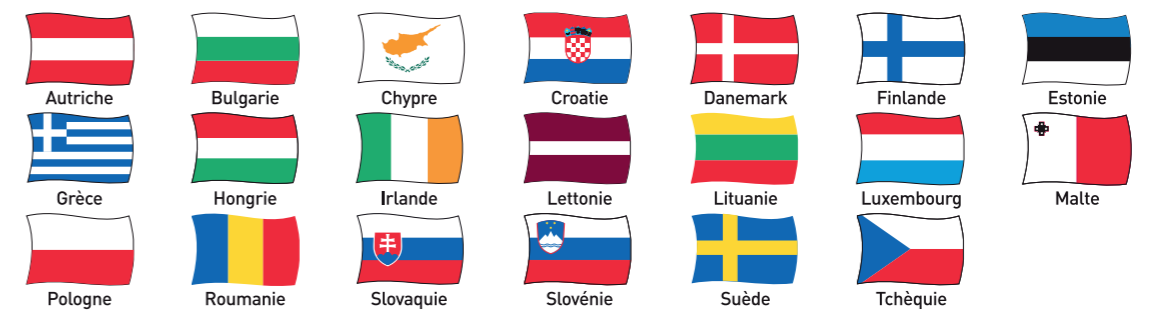 Autriche Bulgarie Chypre Croatie Danemark Finlande Estonie
Grèce Hongrie Irlande Lettonie Lituanie Luxembourg Malte
Pologne Roumanie Slovaquie Slovénie Suède Tchèquie